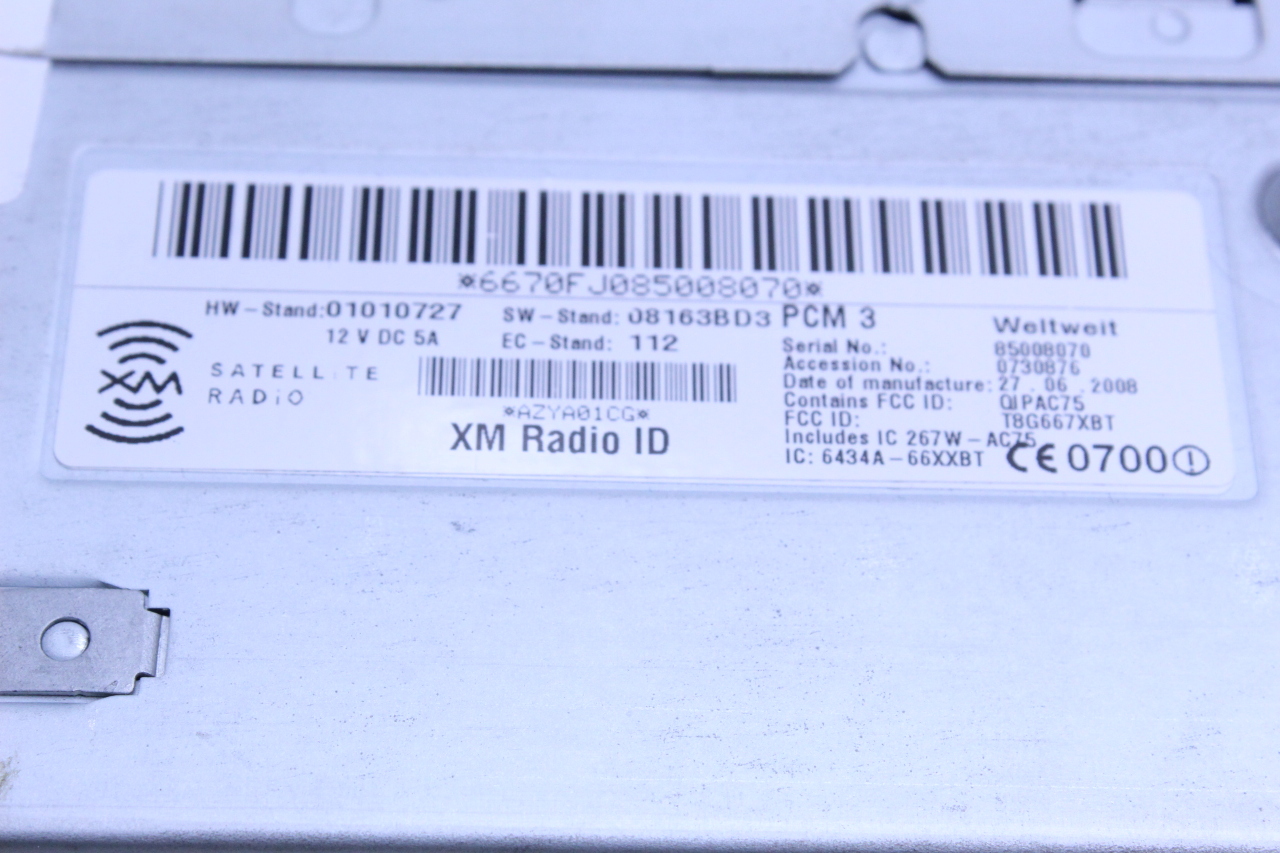 *6670FJ085008070*
HW-Stand:01010727 SW-Stand: 08163BD3 PCM 3 Weltweit
12 V DC 5A EC-Stand: 112
Serial No.: 85008070
Accession No.: 0730876
Date of manufacture: 27.06.2008
Contains FCC ID: QIPAC75
FCC ID: T8G667XBT
Includes IC 267W-AC75
IC: 6434A-66XXBT CE0700
XM SATELLITE
RADiO
*AZYA01CG*
XM Radio ID